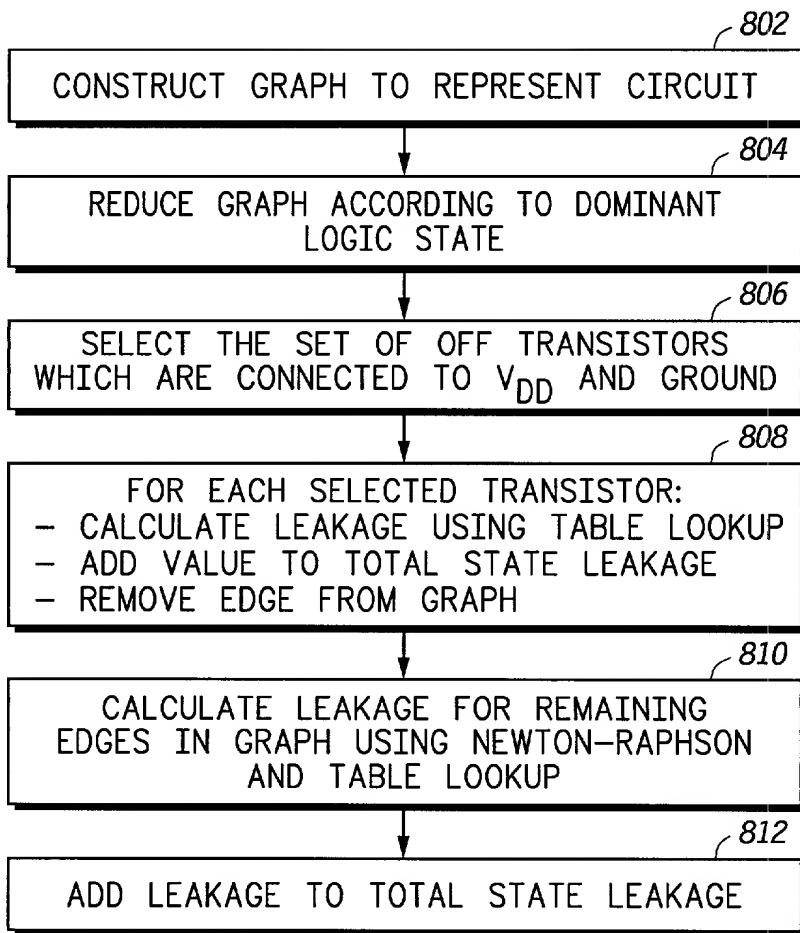 802
CONSTRUCT GRAPH TO REPRESENT CIRCUIT
804
REDUCE GRAPH ACCORDING TO DOMINANT
LOGIC STATE
806
SELECT THE SET OF OFF TRANSISTORS
WHICH ARE CONNECTED TO VDD AND GROUND
808
FOR EACH SELECTED TRANSISTOR:
– CALCULATE LEAKAGE USING TABLE LOOKUP
– ADD VALUE TO TOTAL STATE LEAKAGE
– REMOVE EDGE FROM GRAPH
810
CALCULATE LEAKAGE FOR REMAINING
EDGES IN GRAPH USING NEWTON–RAPHSON
AND TABLE LOOKUP
812
ADD LEAKAGE TO TOTAL STATE LEAKAGE